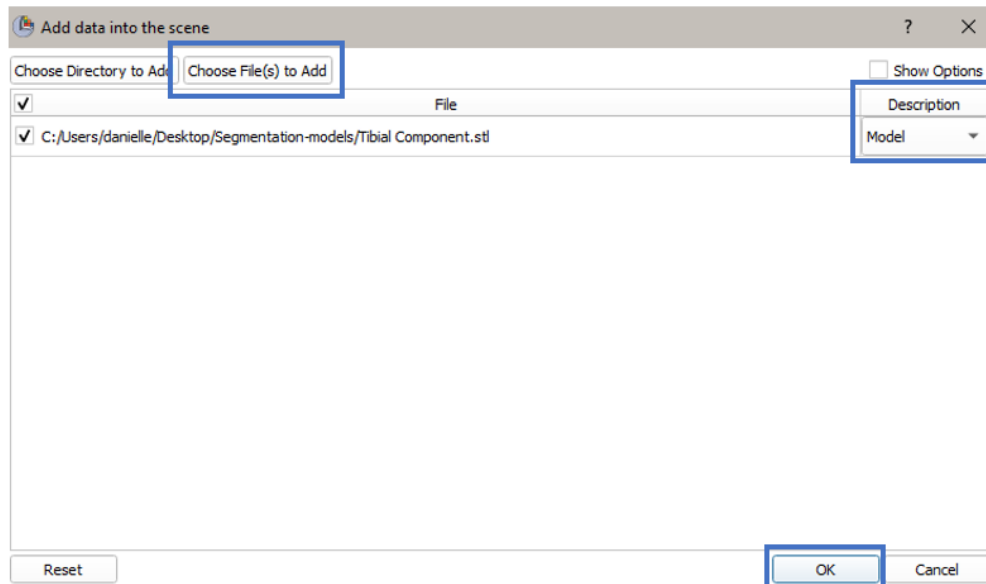 Add data into the scene ?
Choose Directory to Add Choose File(s) to Add Show Options
File Description
C:/Users/danielle/Desktop/Segmentation-models/Tibial Component.stl Model
Reset OK Cancel